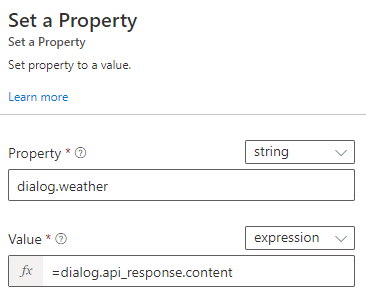 Set a Property
Set a Property
Set property to a value.
Learn more
Property * ? string
dialog.weather
Value * ? expression
fx =dialog.api_response.content